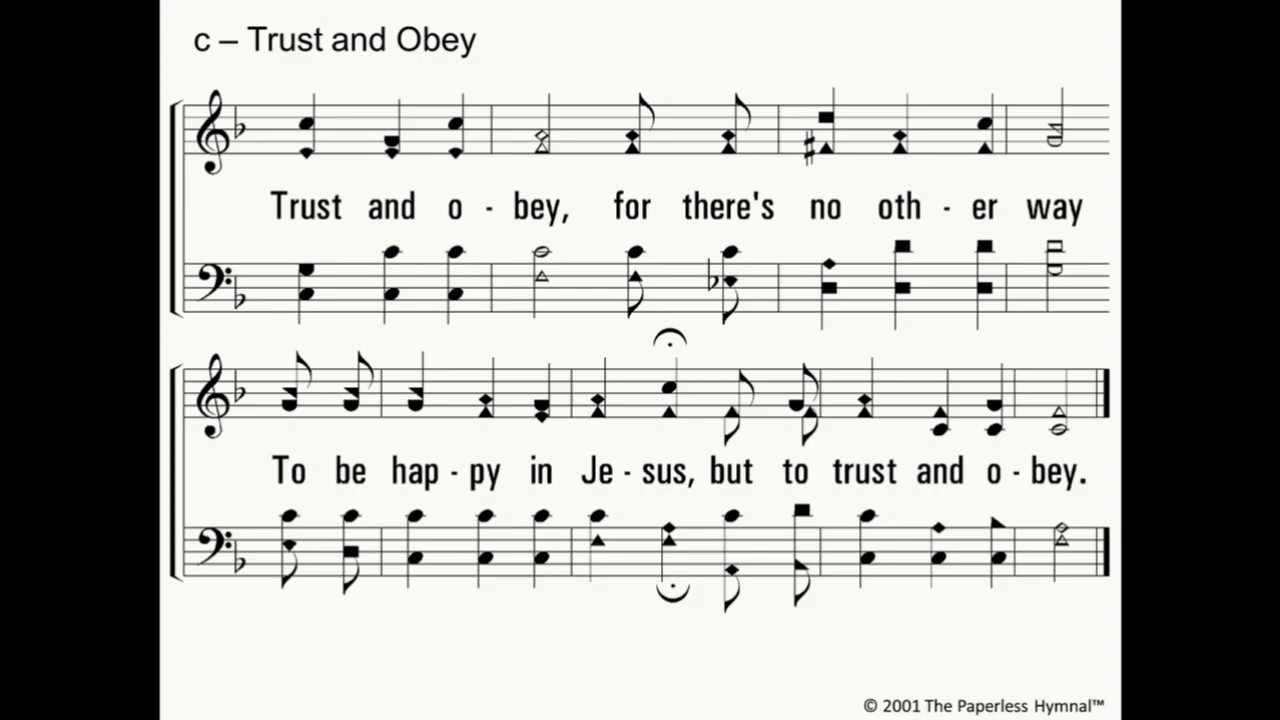 c – Trust and Obey
Trust and o - bey, for there's no oth - er way
To be hap - py in Je - sus, but to trust and o - bey.
© 2001 The Paperless Hymnal™